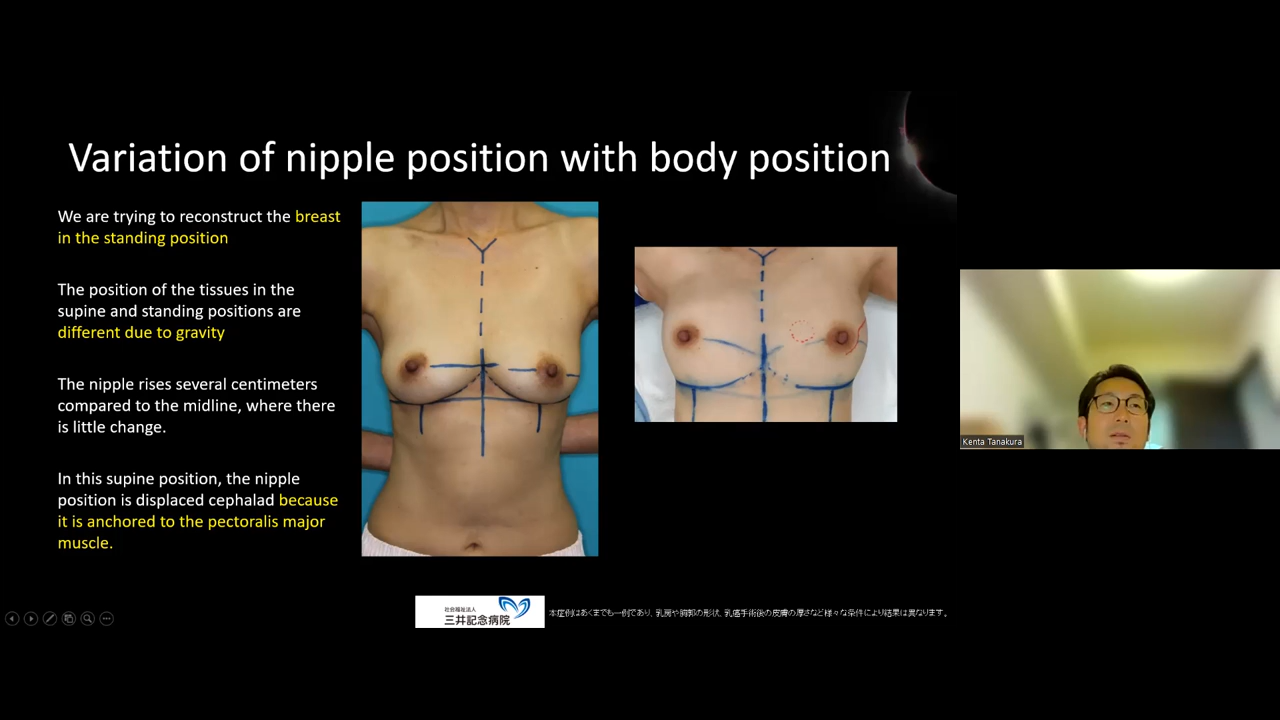 Variation of nipple position with body position
We are trying to reconstruct the breast
in the standing position
The position of the tissues in the
supine and standing positions are
different due to gravity
The nipple rises several centimeters
compared to the midline, where there
is little change.
In this supine position, the nipple
position is displaced cephalad because
it is anchored to the pectoralis major
muscle.
Kenta Tanakura
社会福祉法人
三井記念病院
本症例はあくまでも一例であり、乳房や胸郭の形状、乳癌手術後の皮膚の厚さなど様々な条件により結果は異なります。